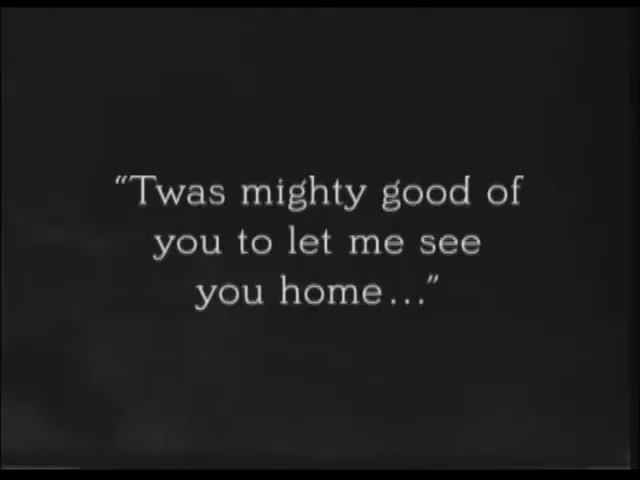 “Twas mighty good of
you to let me see
you home...”